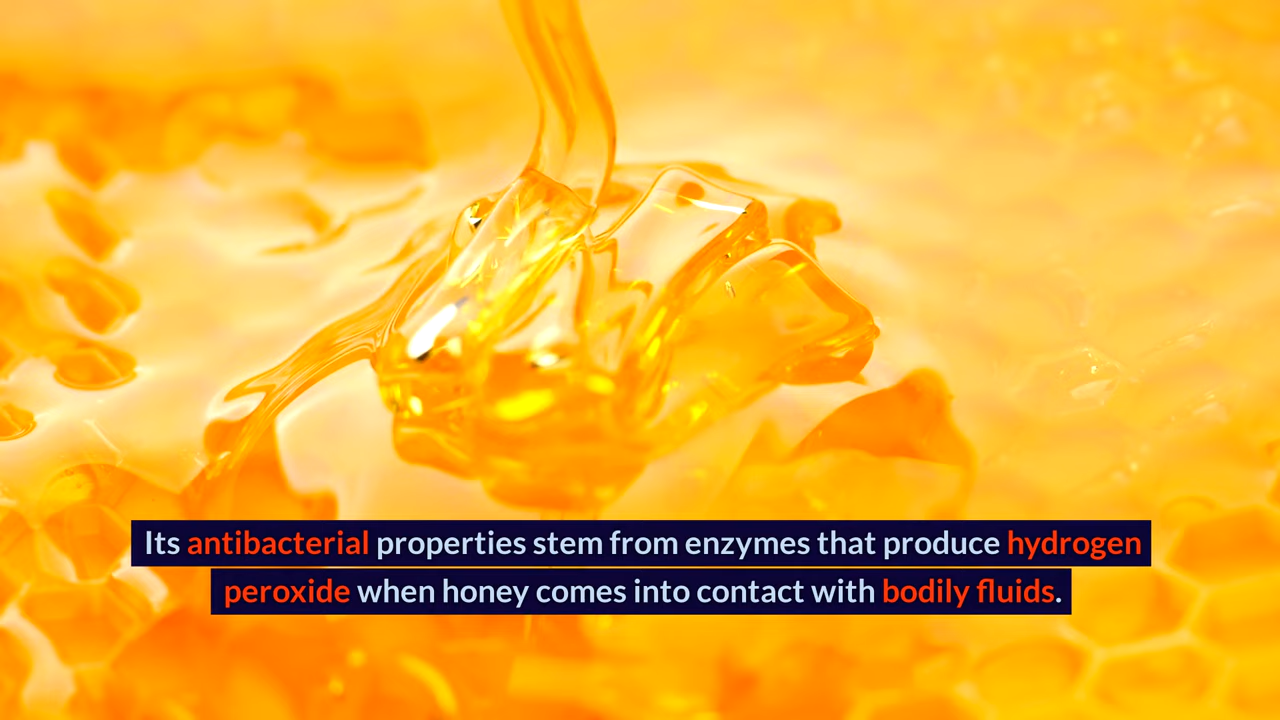 Its antibacterial properties stem from enzymes that produce hydrogen
peroxide when honey comes into contact with bodily fluids.